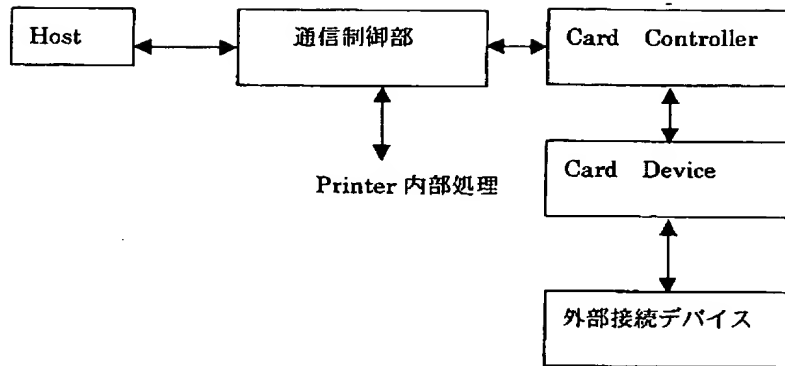 Host
通信制御部
Card Controller
Printer 内部処理
Card Device
外部接続デバイス